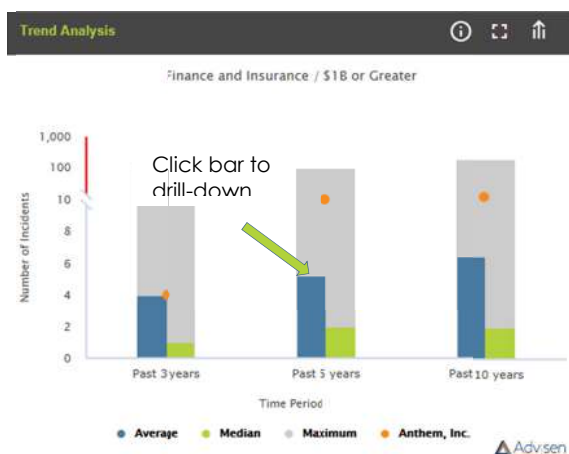 Trend Analysis
Finance and Insurance / $1B or Greater
1,000
100
10
8
6
4
2
0
Number of Incidents
Click bar to
drill-down
Past 3 years
Past 5 years
Past 10 years
Time Period
Average
Median
Maximum
Anthem, Inc.
Advisen